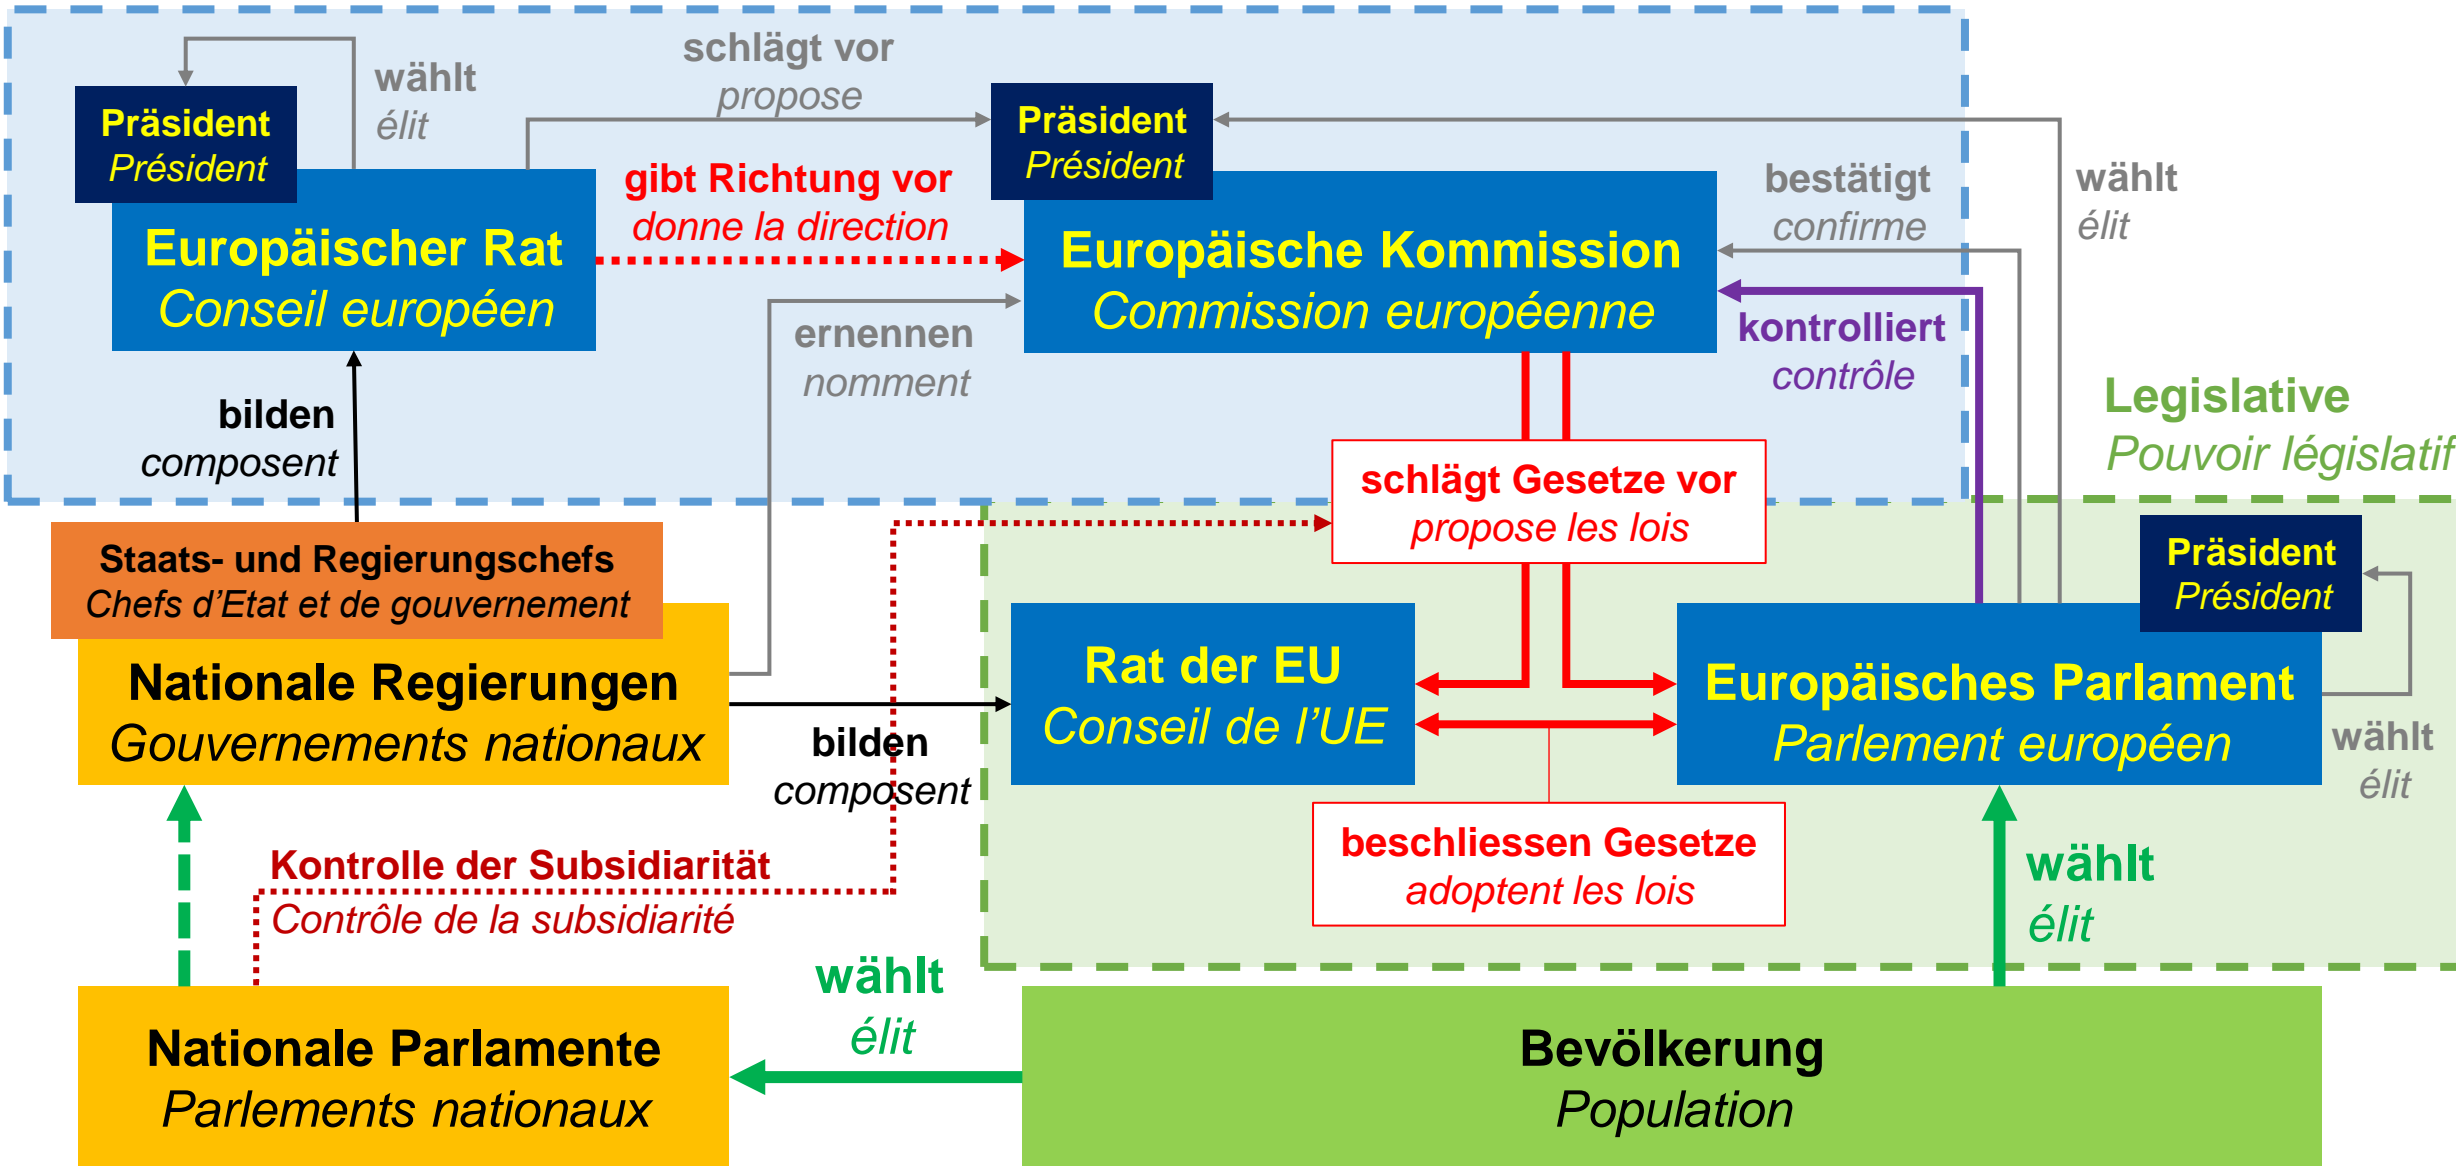 wählt
élit
schlägt vor
propose
Präsident
Président
Präsident
Président
gibt Richtung vor
donne la direction
bestätigt
confirme
wählt
élit
Europäischer Rat
Conseil européen
Europäische Kommission
Commission européenne
ernennen
nomment
kontrolliert
contrôle
bilden
composent
Legislative
Pouvoir législatif
schlägt Gesetze vor
propose les lois
Staats- und Regierungschefs
Chefs d’Etat et de gouvernement
Präsident
Président
Nationale Regierungen
Gouvernements nationaux
Rat der EU
Conseil de l’UE
Europäisches Parlament
Parlement européen
bilden
composent
wählt
élit
beschliessen Gesetze
adoptent les lois
Kontrolle der Subsidiarität
Contrôle de la subsidiarité
wählt
élit
wählt
élit
Nationale Parlamente
Parlements nationaux
Bevölkerung
Population